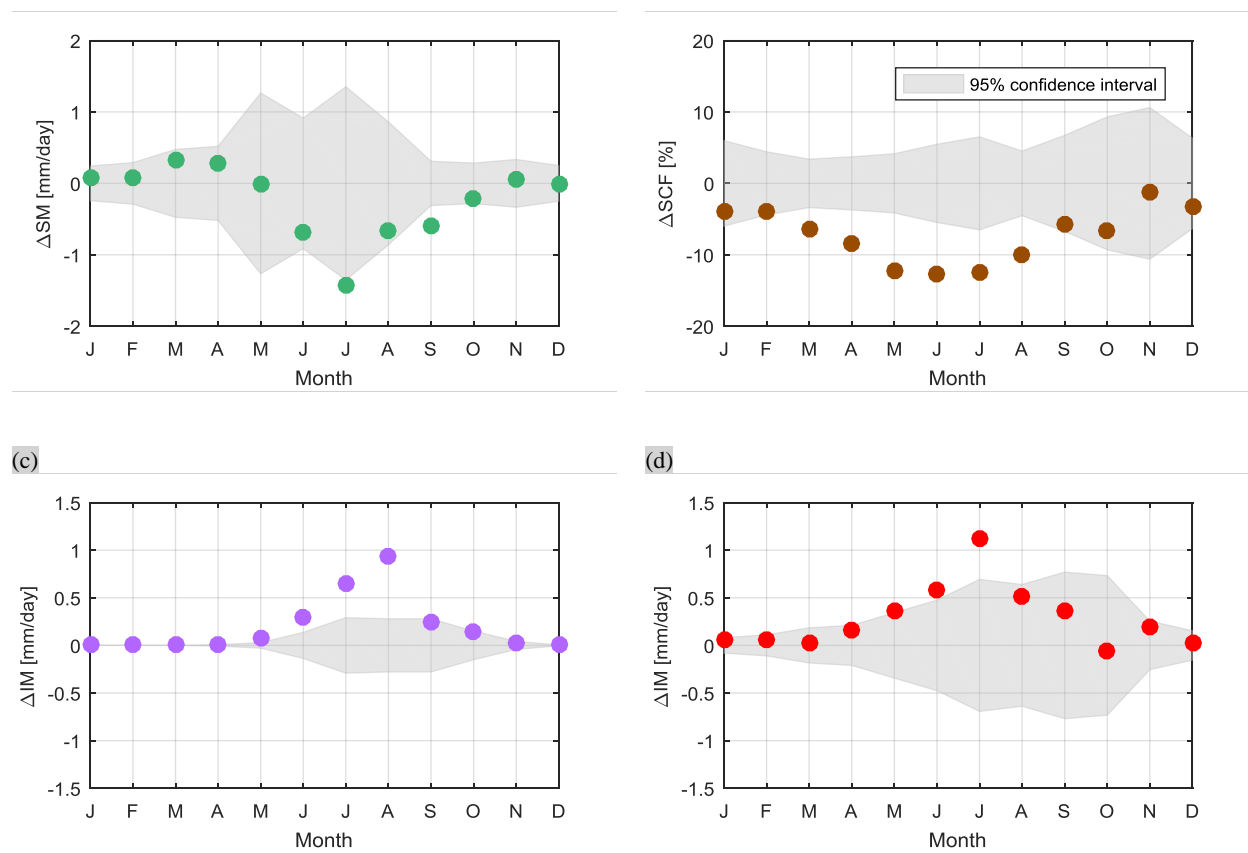 2
1
0
-1
-2
ΔSM [mm/day]
J F M A M J J A S O N D
Month
20
10
0
-10
-20
ΔSCF [%]
95% confidence interval
J F M A M J J A S O N D
Month
(c)
1.5
1
0.5
0
-0.5
-1
-1.5
ΔIM [mm/day]
J F M A M J J A S O N D
Month
(d)
1.5
1
0.5
0
-0.5
-1
-1.5
ΔIM [mm/day]
J F M A M J J A S O N D
Month